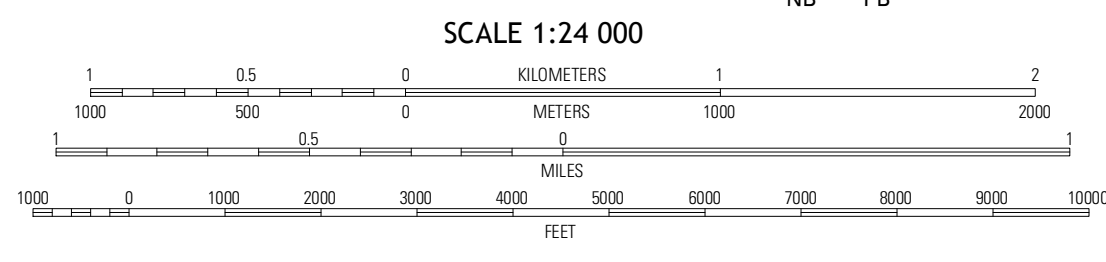 SCALE 1:24 000
1 0.5 0 KILOMETERS 1 2
1000 500 0 METERS 1000 2000
1 0.5 0 1
MILES
1000 0 1000 2000 3000 4000 5000 6000 7000 8000 9000 10000
FEET